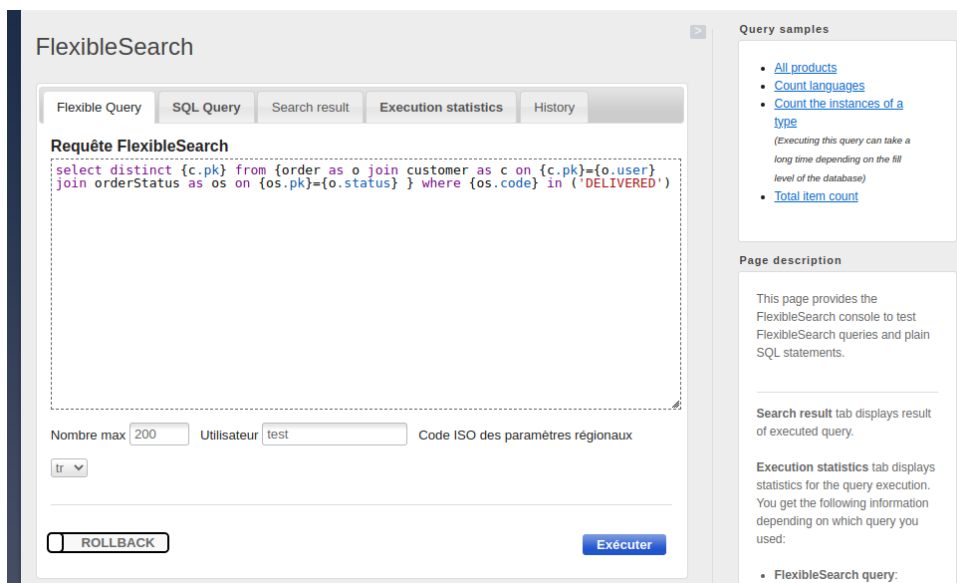 FlexibleSearch
>
Flexible Query
SQL Query
Search result
Execution statistics
History
Requête FlexibleSearch
select distinct {c.pk} from {order as o join customer as c on {c.pk}={o.user}
join orderStatus as os on {os.pk}={o.status} } where {os.code} in ('DELIVERED')
Nombre max 200 Utilisateur test Code ISO des paramètres régionaux
tr
ROLLBACK
Exécuter
Query samples
All products
Count languages
Count the instances of a
type
(Executing this query can take a
long time depending on the fill
level of the database)
Total item count
Page description
This page provides the
FlexibleSearch console to test
FlexibleSearch queries and plain
SQL statements.
Search result tab displays result
of executed query.
Execution statistics tab displays
statistics for the query execution.
You get the following information
depending on which query you
used:
FlexibleSearch query: